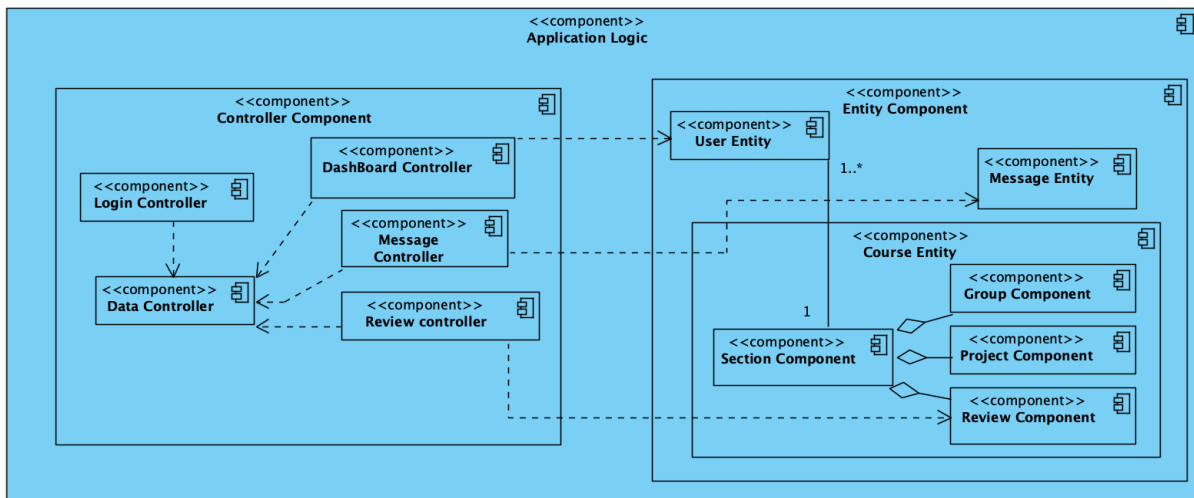 <<component>>
Application Logic
<<component>>
Controller Component
<<component>>
DashBoard Controller
<<component>>
Login Controller
<<component>>
Message
Controller
<<component>>
Data Controller
<<component>>
Review controller
<<component>>
Entity Component
<<component>>
User Entity
1..*
<<component>>
Message Entity
<<component>>
Course Entity
<<component>>
Group Component
1
<<component>>
Section Component
<<component>>
Project Component
<<component>>
Review Component